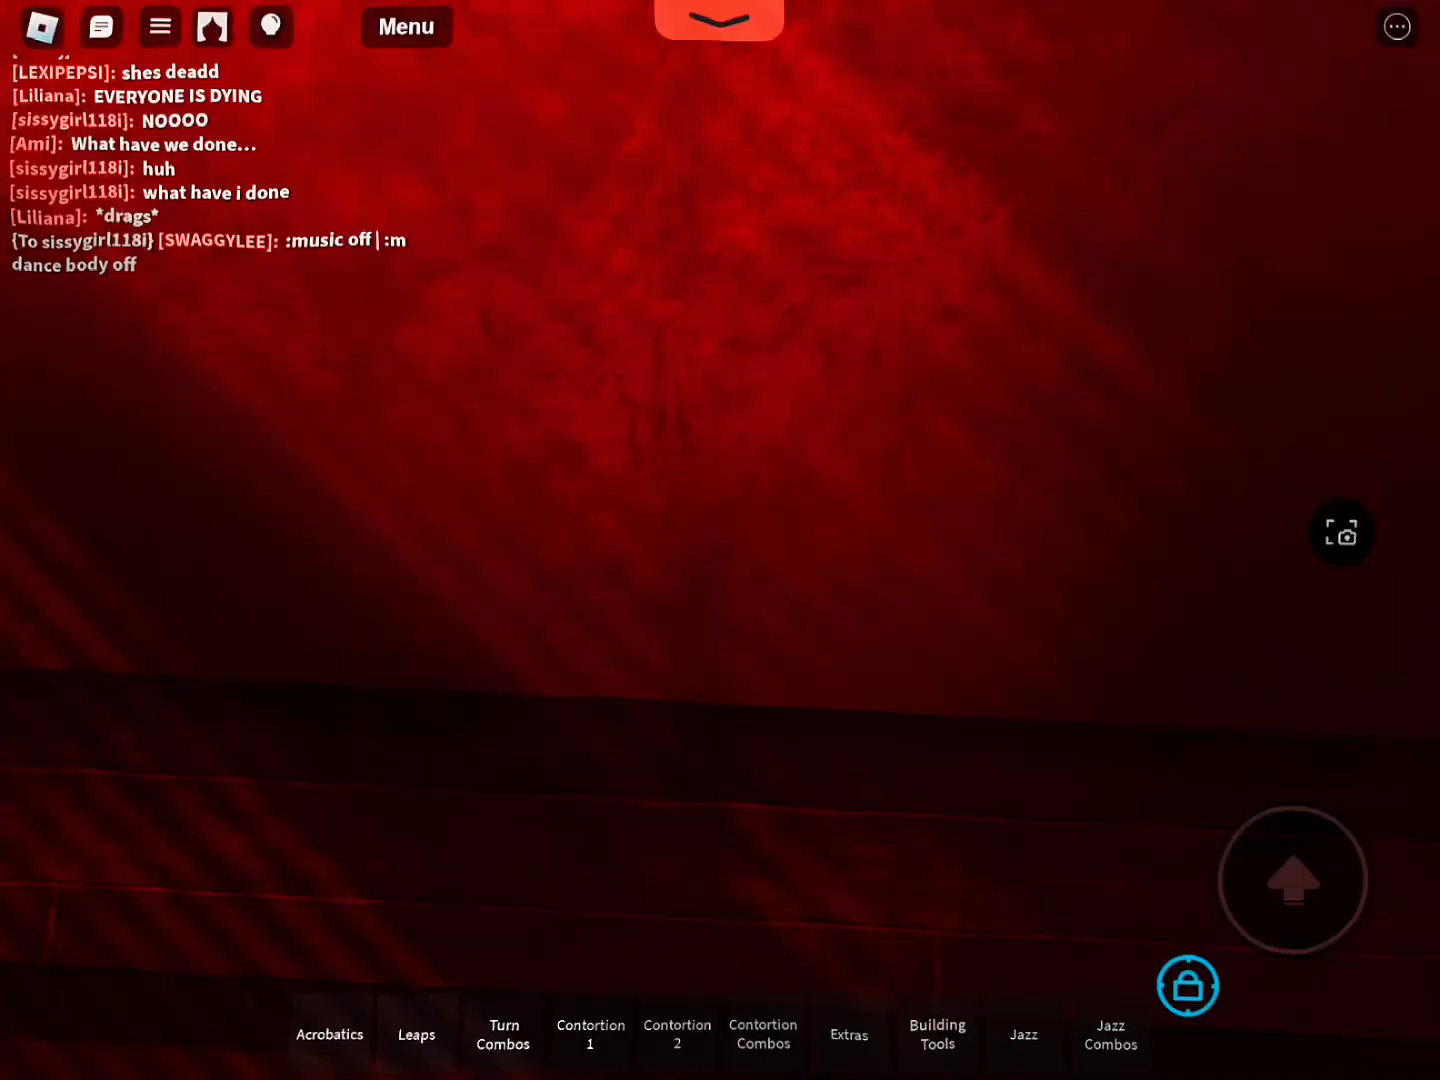 Menu
[LEXIPEPSI]: shes deadd
[Liliana]: EVERYONE IS DYING
[sissygirl118i]: NOOOO
[Ami]: What have we done...
[sissygirl118i]: huh
[sissygirl118i]: what have i done
[Liliana]: *drags*
{To sissygirl118i} [SWAGGYLEE]: :music off | :m
dance body off
Acrobatics
Leaps
Turn
Combos
Contortion
1
Contortion
2
Contortion
Combos
Extras
Building
Tools
Jazz
Jazz
Combos